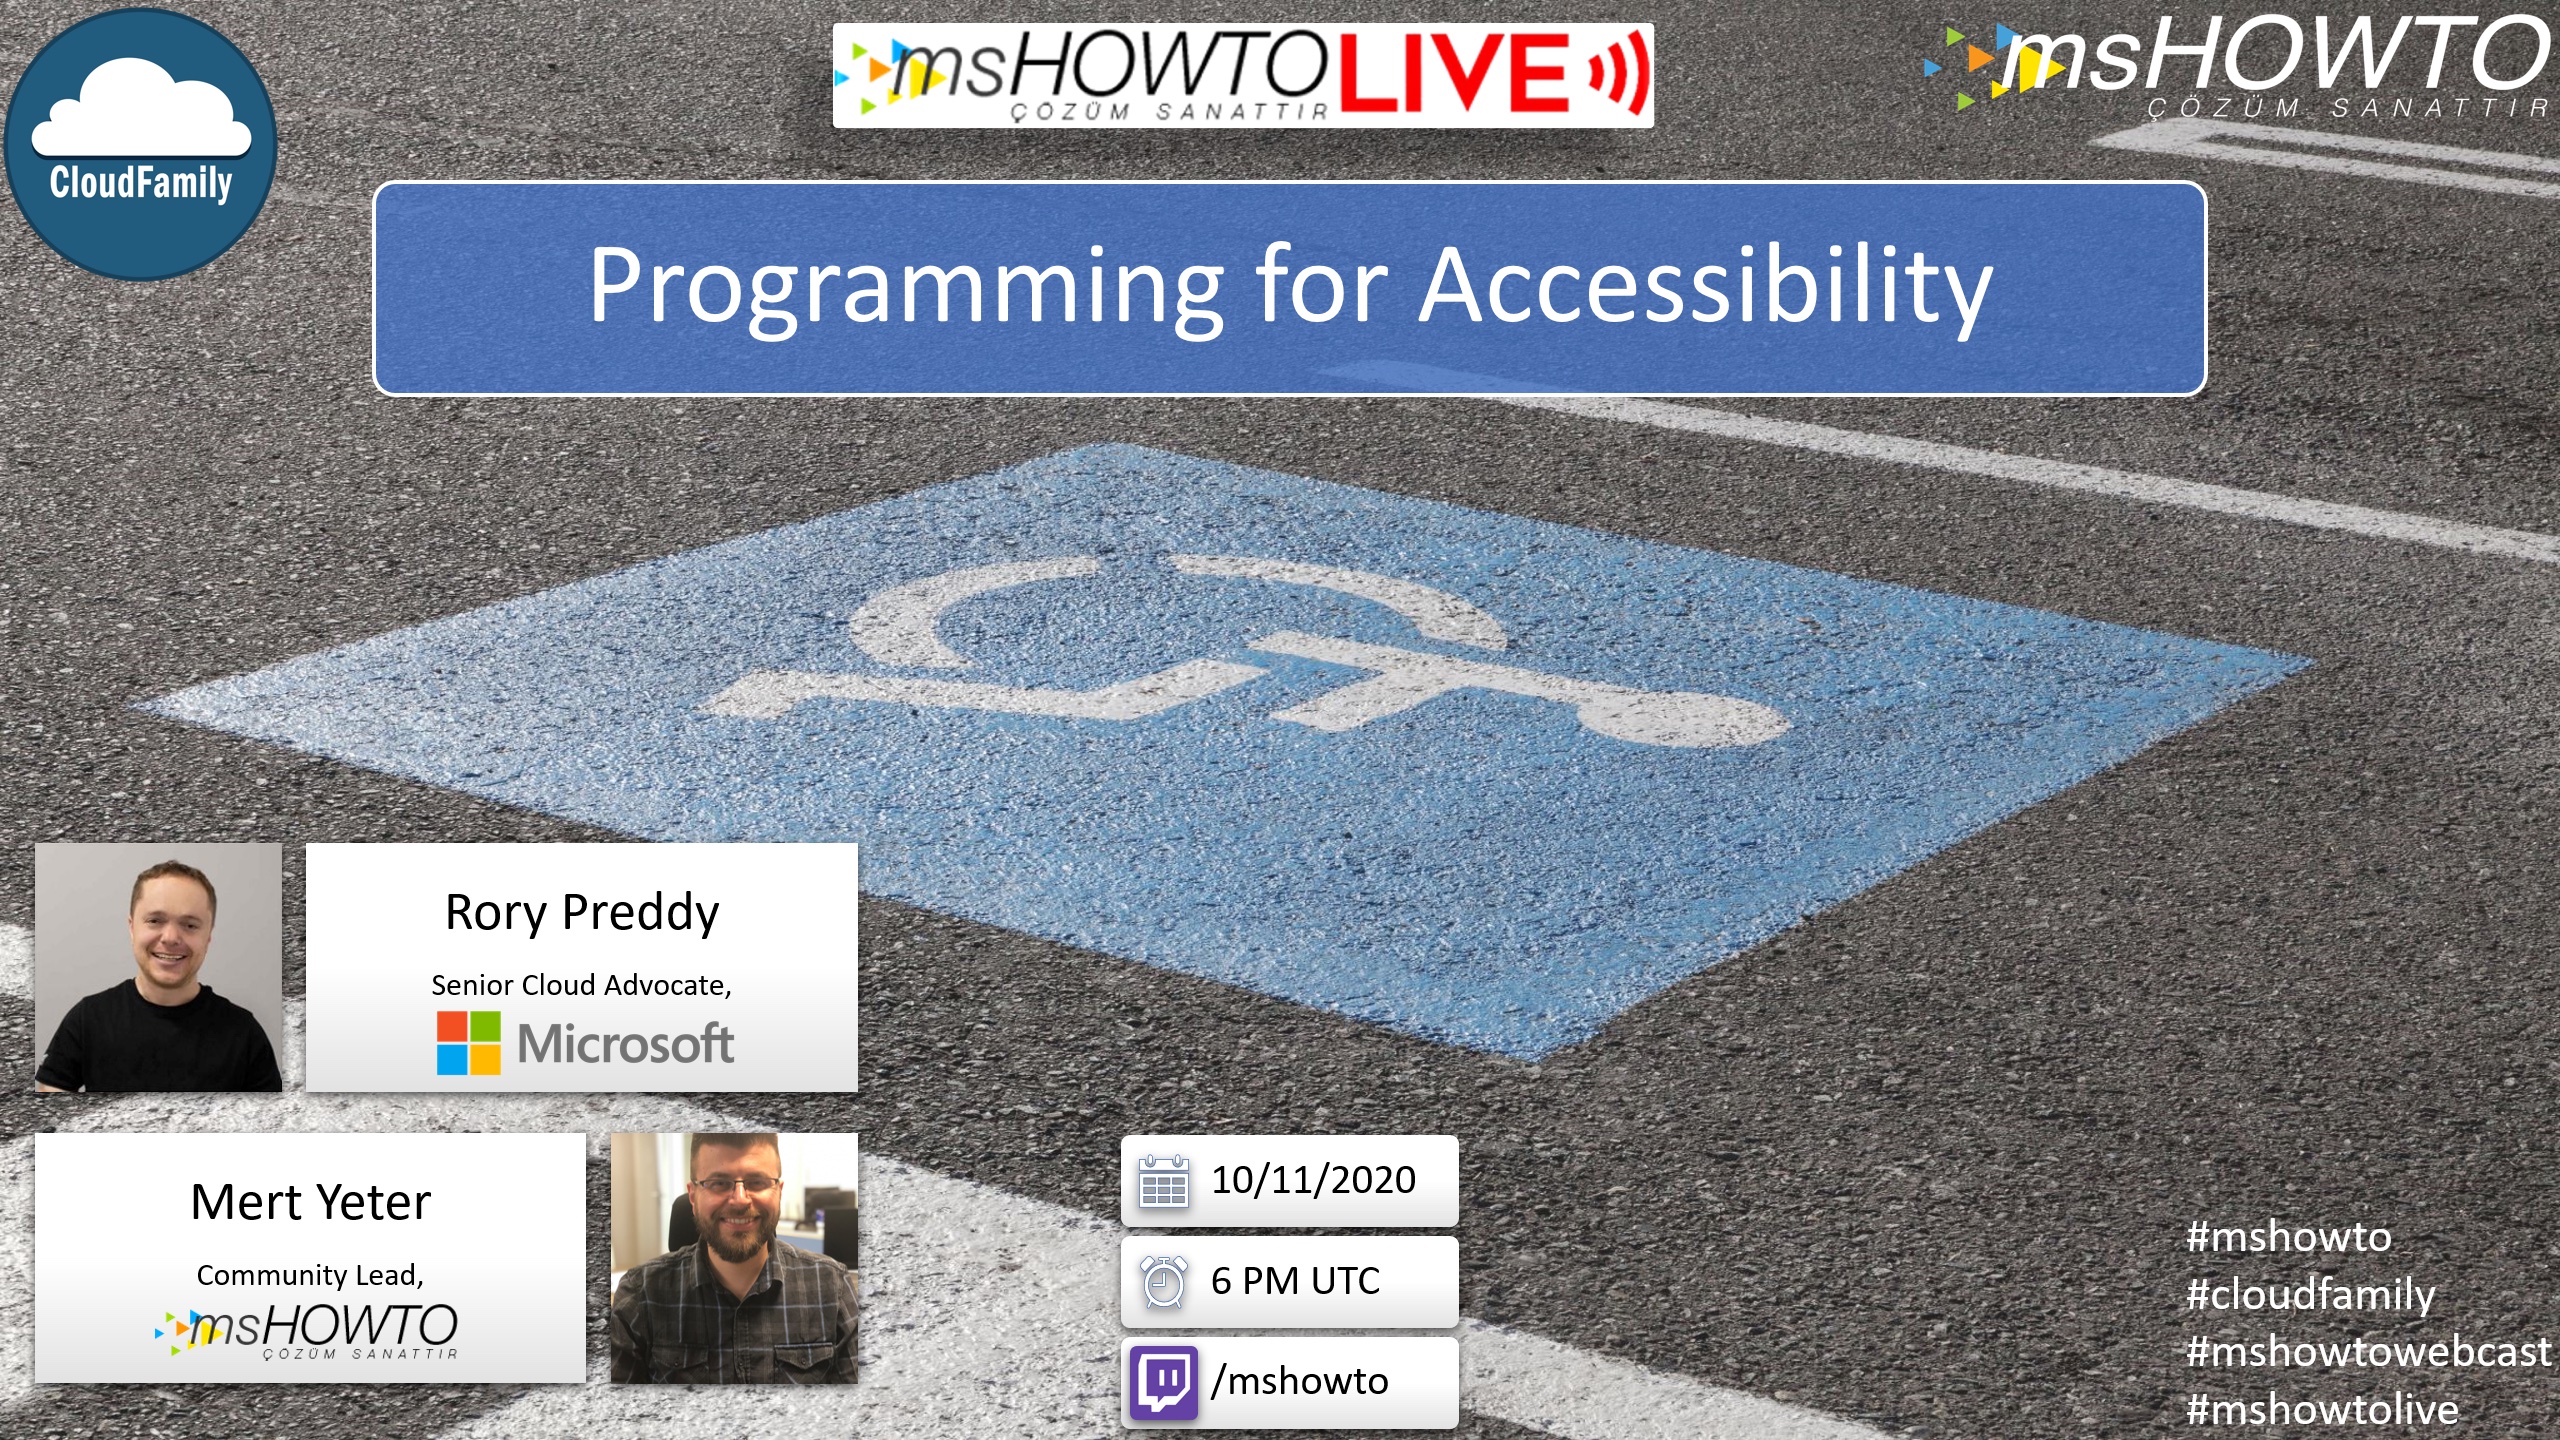 CloudFamily
msHOWTO LIVE
ÇÖZÜM SANATTIR
msHOWTO
ÇÖZÜM SANATTIR
Programming for Accessibility
Rory Preddy
Senior Cloud Advocate,
Microsoft
Mert Yeter
Community Lead,
msHOWTO
ÇÖZÜM SANATTIR
10/11/2020
6 PM UTC
/mshowto
#mshowto
#cloudfamily
#mshowtowebcast
#mshowtolive